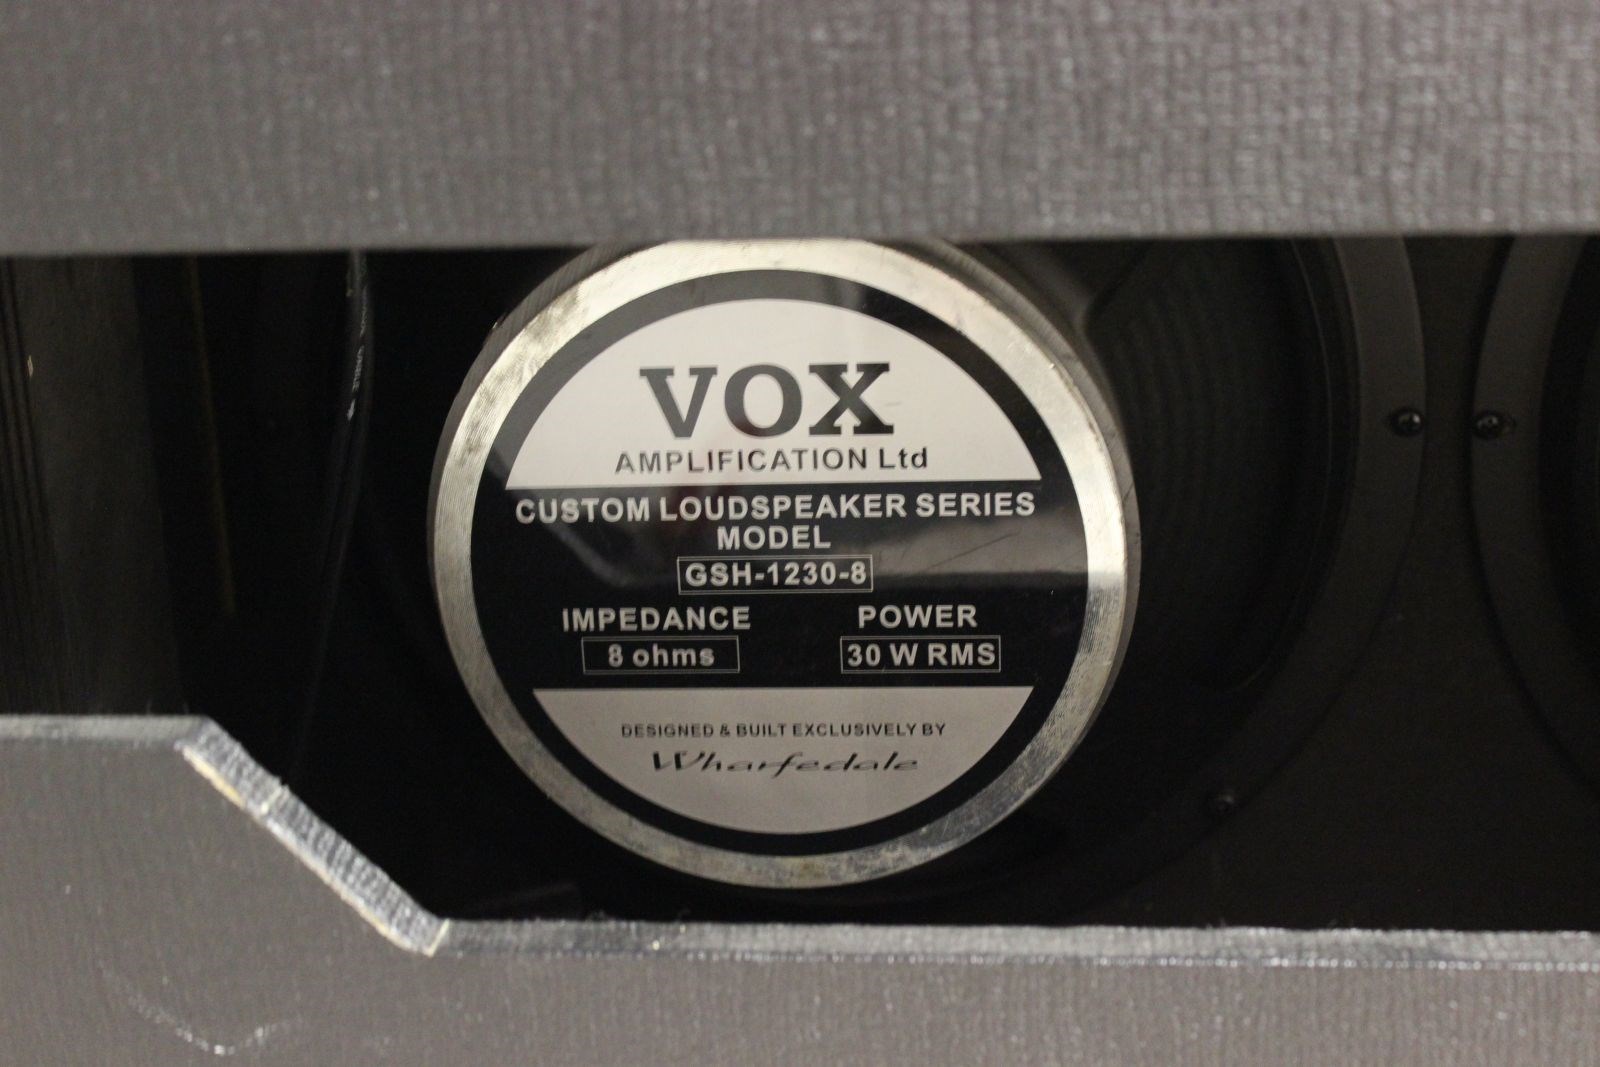 VOX
AMPLIFICATION Ltd
CUSTOM LOUDSPEAKER SERIES
MODEL
GSH-1230-8
IMPEDANCE POWER
8 ohms 30 W RMS
DESIGNED & BUILT EXCLUSIVELY BY
Wharfedale